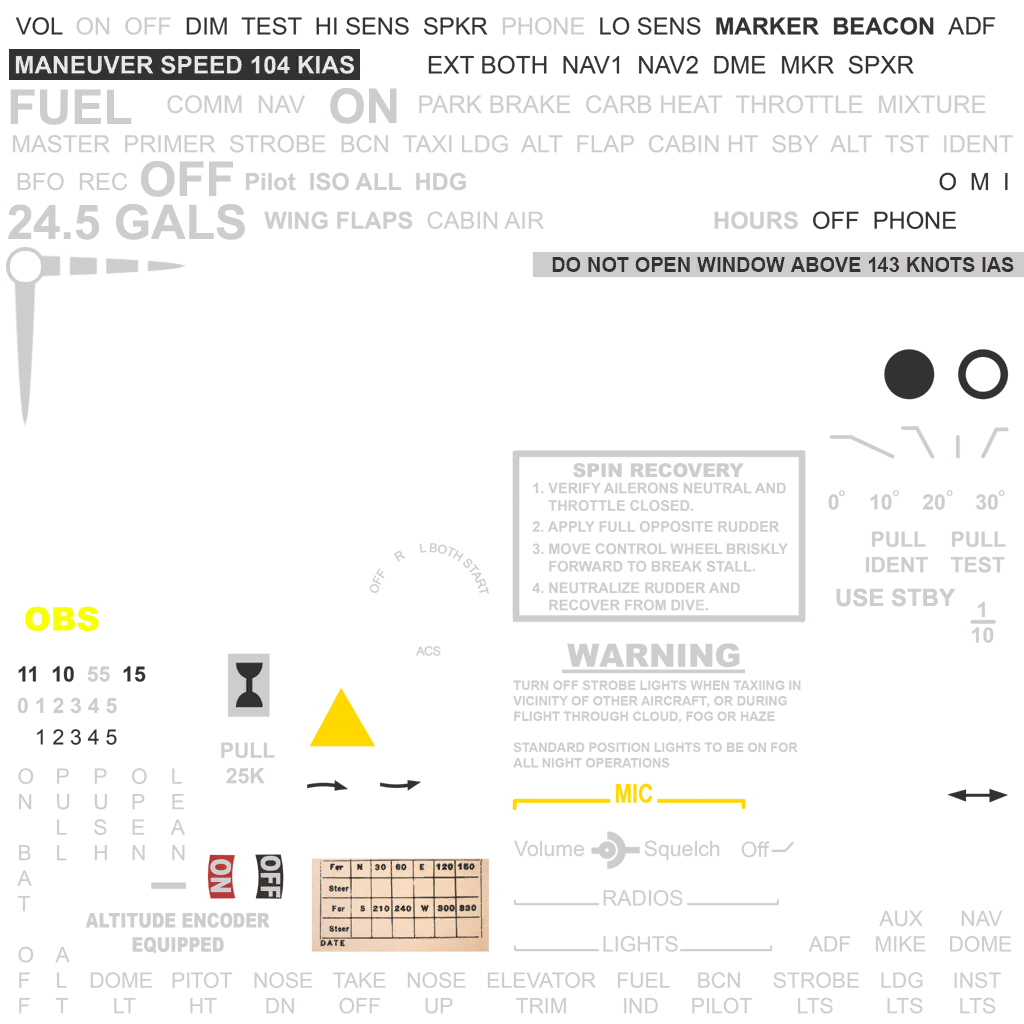 VOL ON OFF DIM TEST HI SENS SPKR PHONE LO SENS MARKER BEACON ADF
MANEUVER SPEED 104 KIAS EXT BOTH NAV1 NAV2 DME MKR SPXR
FUEL COMM NAV ON PARK BRAKE CARB HEAT THROTTLE MIXTURE
MASTER PRIMER STROBE BCN TAXI LDG ALT FLAP CABIN HT SBY ALT TST IDENT
BFO REC OFF Pilot ISO ALL HDG O M I
24.5 GALS WING FLAPS CABIN AIR HOURS OFF PHONE
DO NOT OPEN WINDOW ABOVE 143 KNOTS IAS
SPIN RECOVERY
1. VERIFY AILERONS NEUTRAL AND
THROTTLE CLOSED.
2. APPLY FULL OPPOSITE RUDDER
3. MOVE CONTROL WHEEL BRISKLY
FORWARD TO BREAK STALL.
4. NEUTRALIZE RUDDER AND
RECOVER FROM DIVE.
0° 10° 20° 30°
PULL PULL
IDENT TEST
USE STBY 1
10
OFF R L BOTH START
ACS
OBS
11 10 55 15
0 1 2 3 4 5
1 2 3 4 5
PULL
25K
WARNING
TURN OFF STROBE LIGHTS WHEN TAXIING IN
VICINITY OF OTHER AIRCRAFT, OR DURING
FLIGHT THROUGH CLOUD, FOG OR HAZE
STANDARD POSITION LIGHTS TO BE ON FOR
ALL NIGHT OPERATIONS
MIC
Volume Squelch Off
ON BAT OFF
PULL ALT
PUSH
OPEN
LEAN
ON OFF
For N 30 60 E 120 150
Steer
For S 210 240 W 300 330
Steer
DATE
ALTITUDE ENCODER
EQUIPPED
RADIOS
LIGHTS
AUX NAV
ADF MIKE DOME
DOME PITOT NOSE TAKE NOSE ELEVATOR FUEL BCN STROBE LDG INST
LT HT DN OFF UP TRIM IND PILOT LTS LTS LTS